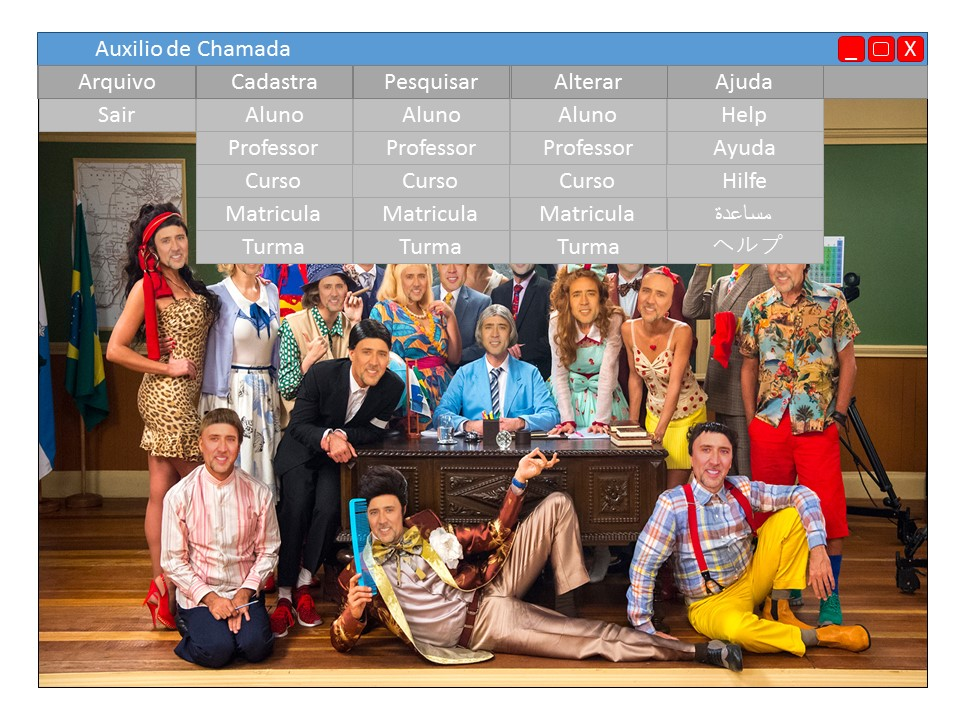 Auxilio de Chamada _ X
Arquivo Cadastra Pesquisar Alterar Ajuda
Sair Aluno Aluno Aluno Help
Professor Professor Professor Ayuda
Curso Curso Curso Hilfe
Matricula Matricula Matricula مساعدة
Turma Turma Turma ヘルプ